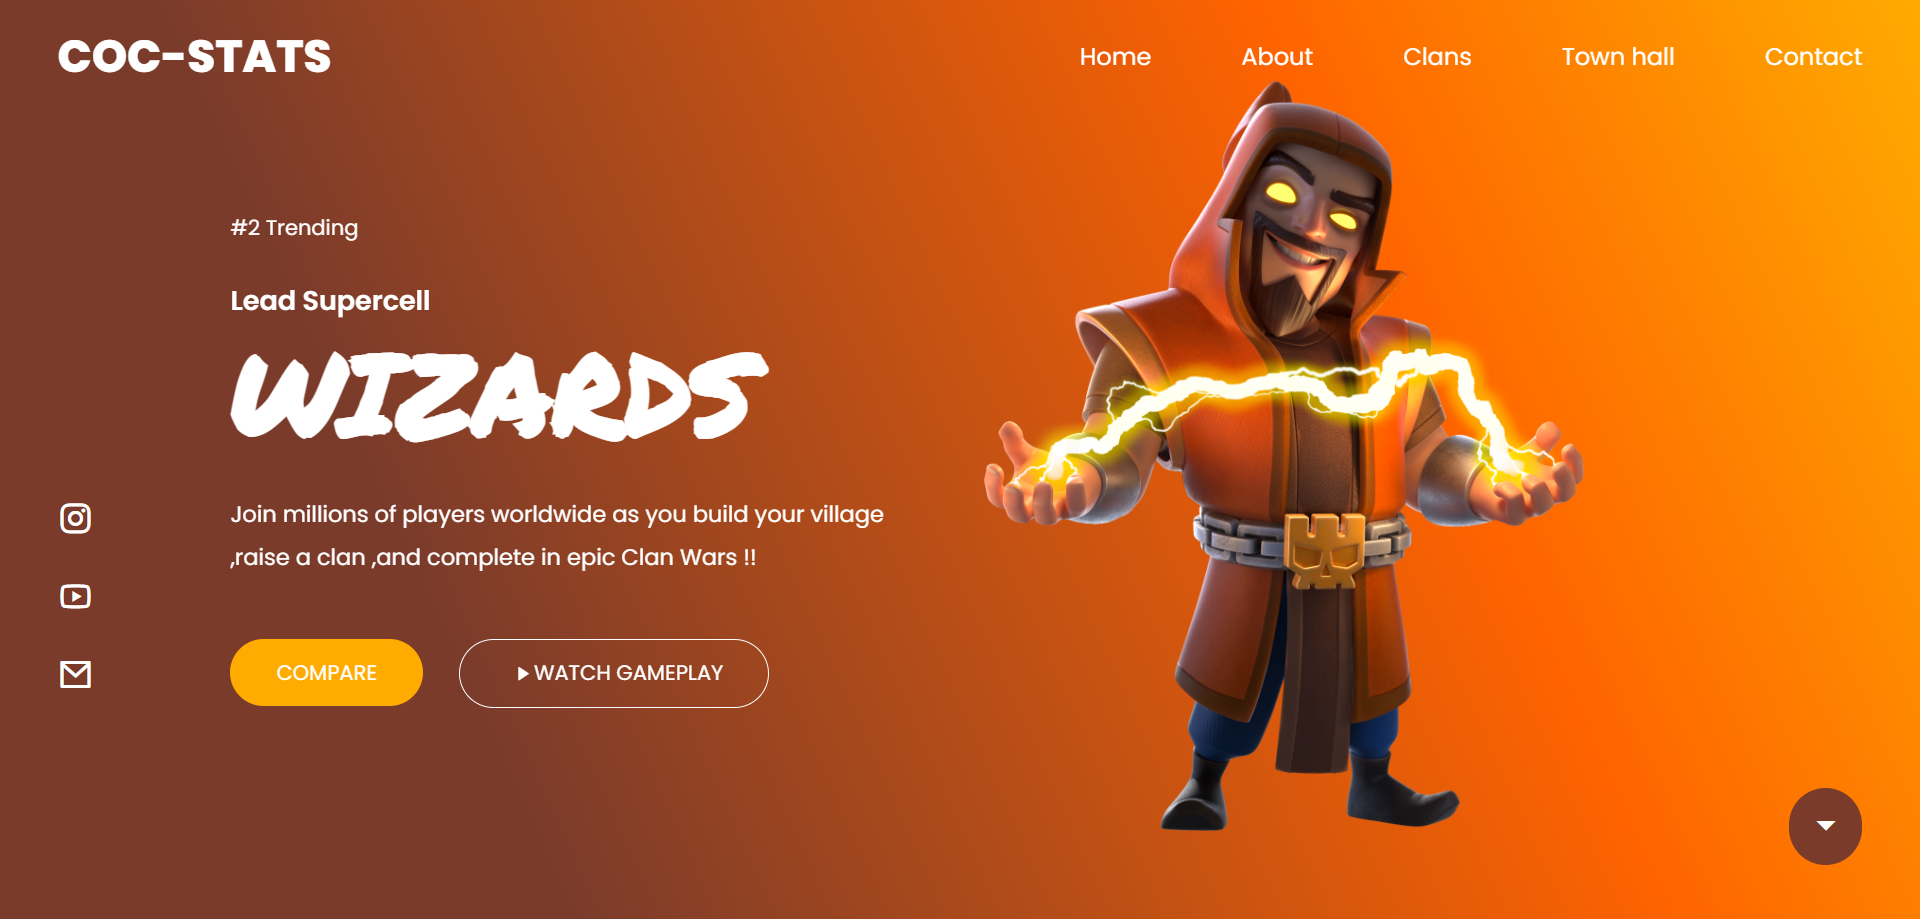 COC-STATS
Home About Clans Town hall Contact
#2 Trending
Lead Supercell
WIZARDS
Join millions of players worldwide as you build your village
,raise a clan ,and complete in epic Clan Wars !!
COMPARE
WATCH GAMEPLAY